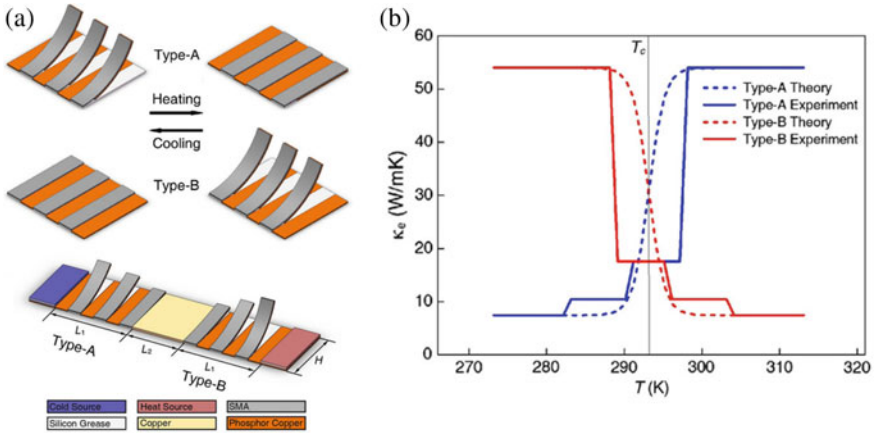 (a)
Type-A
Heating
Cooling
Type-B
L1
Type-A
L2
L1
Type-B
H
Cold Source
Heat Source
SMA
Silicon Grease
Copper
Phosphor Copper
(b)
60
50
40
30
20
10
0
κe (W/mK)
Tc
Type-A Theory
Type-A Experiment
Type-B Theory
Type-B Experiment
270 280 290 300 310 320
T (K)